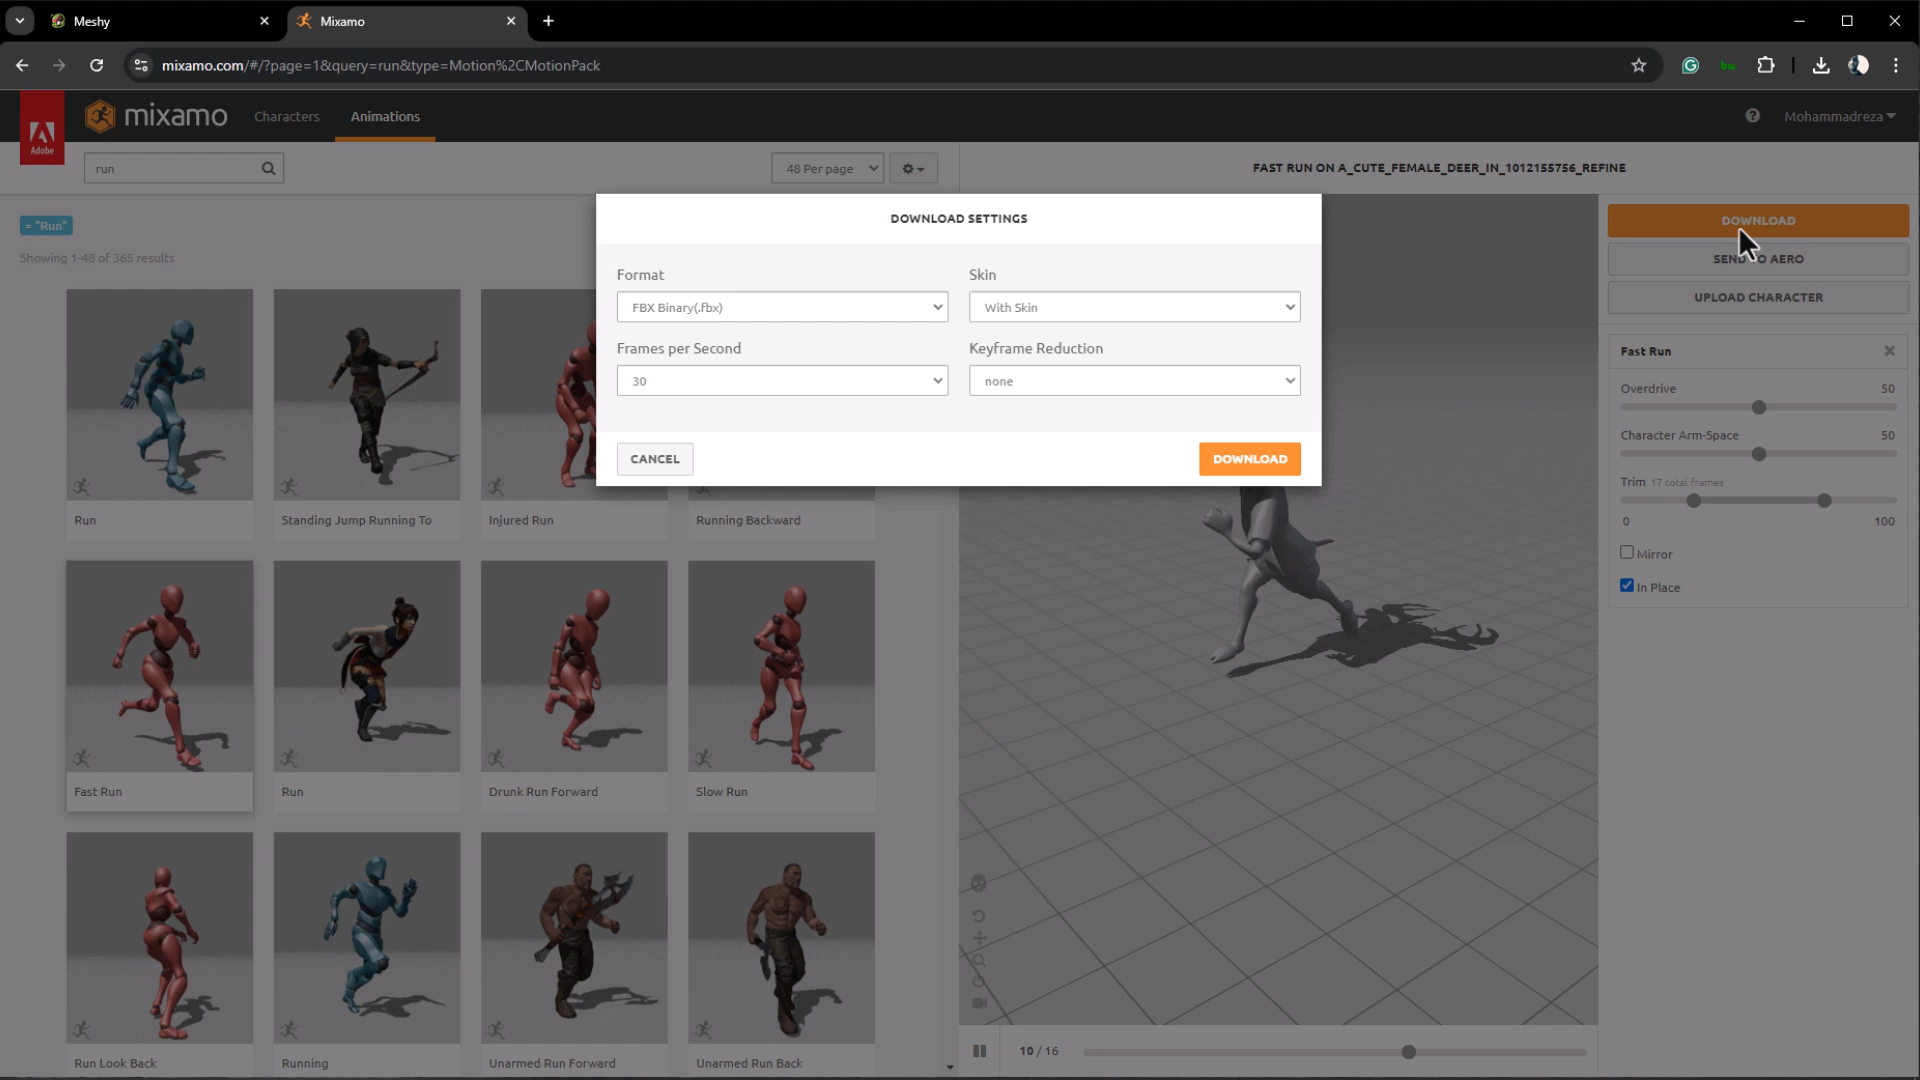 Meshy
Mixamo
mixamo.com/#/?page=1&query=run&type=Motion%2CMotionPack
Adobe
mixamo
Characters
Animations
Mohammadreza
run
48 Per page
FAST RUN ON A_CUTE_FEMALE_DEER_IN_1012155756_REFINE
× "Run"
Showing 1-48 of 365 results
DOWNLOAD SETTINGS
Format
Skin
FBX Binary(.fbx)
With Skin
Frames per Second
Keyframe Reduction
30
none
CANCEL
DOWNLOAD
DOWNLOAD
SEND TO AERO
UPLOAD CHARACTER
Fast Run
Overdrive 50
Character Arm-Space 50
Trim 17 total frames
0 100
Mirror
In Place
Run
Standing Jump Running To
Injured Run
Running Backward
Fast Run
Run
Drunk Run Forward
Slow Run
Run Look Back
Running
Unarmed Run Forward
Unarmed Run Back
10 / 16